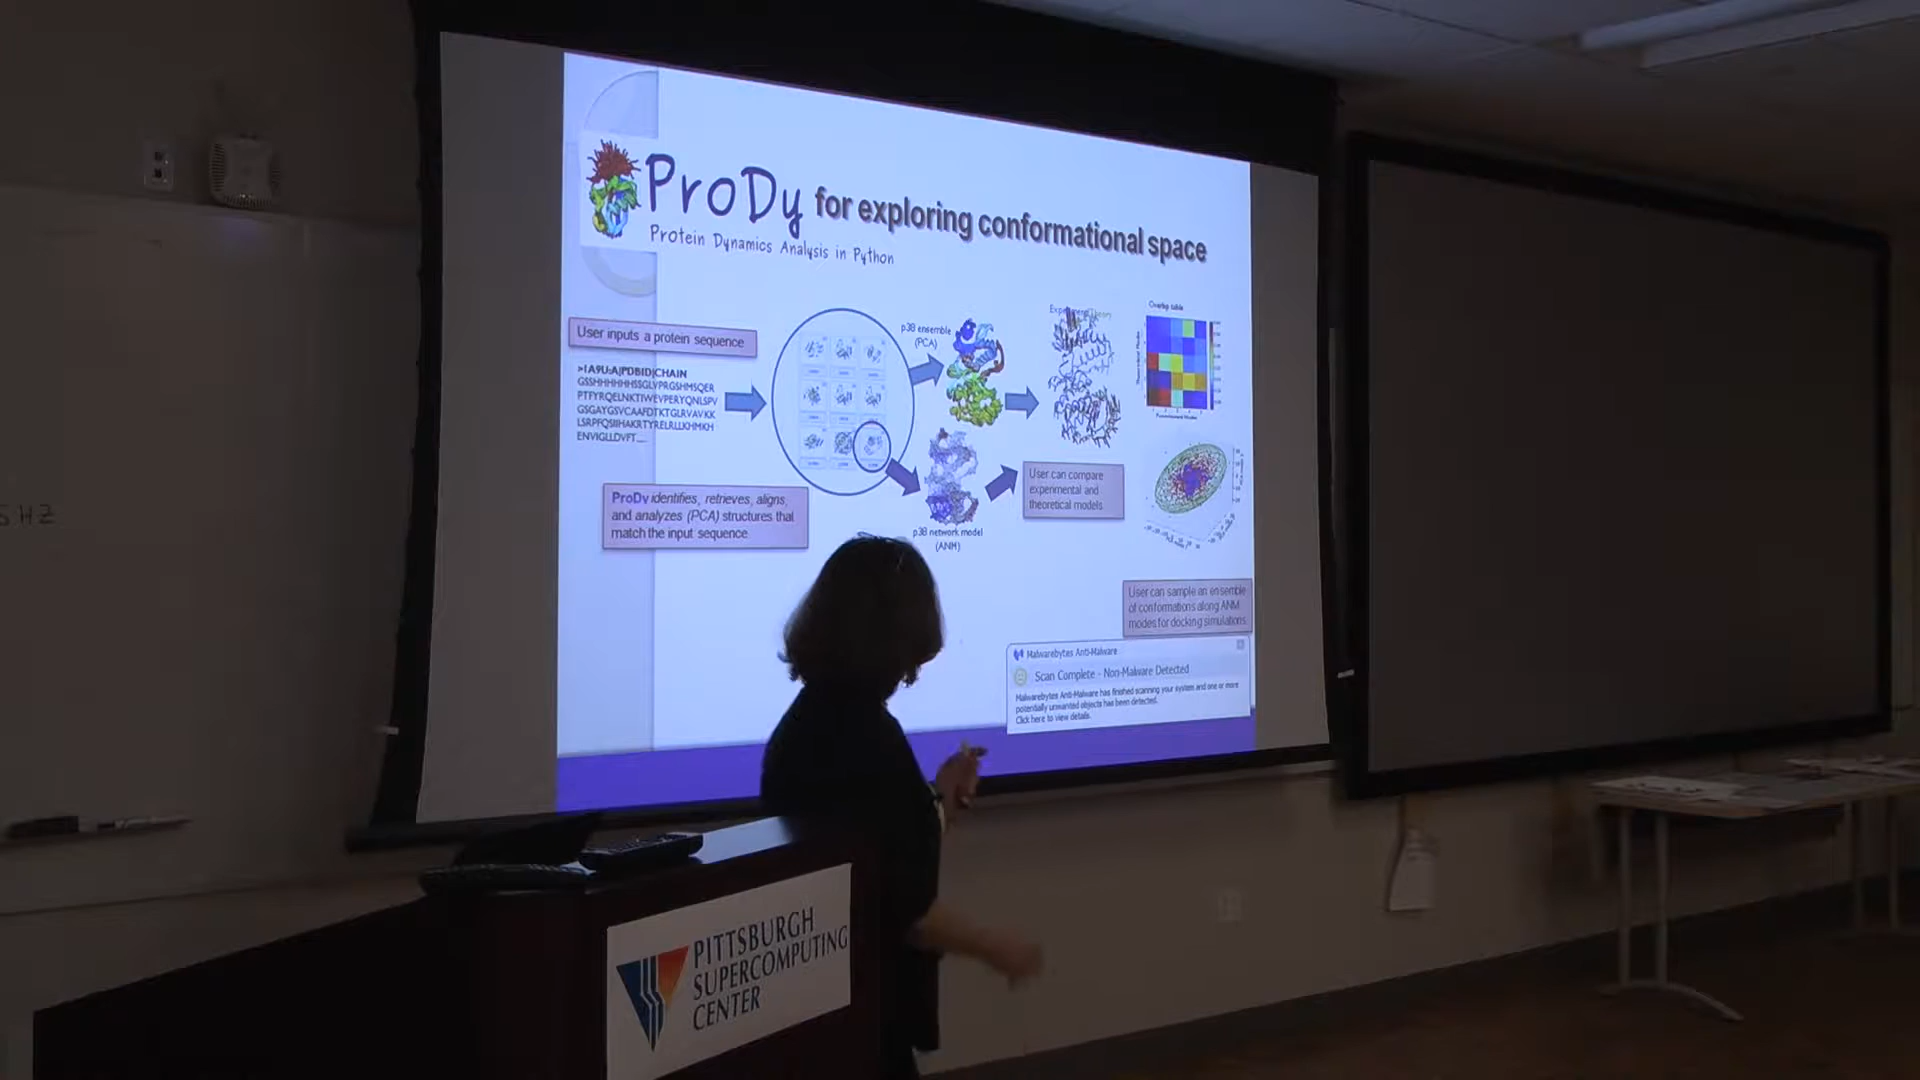 ProDy for exploring conformational space
Protein Dynamics Analysis in Python
User inputs a protein sequence
>1A9U:A|PDBID|CHAIN
GSSHHHHHHSSGLVPRGSHMSQER
PTFYRQELNKTIWEVPERYQNLSPV
GSGAYGSVCAAFDTKTGLRVAVKK
LSRPFQSIIHAKRTYRELRLLKHMKH
ENVIGLLDVFT....
ProDy identifies, retrieves, aligns,
and analyzes (PCA) structures that
match the input sequence
p38 ensemble
(PCA)
p38 network model
(ANM)
User can compare
experimental and
theoretical models
Overlap table
User can sample an ensemble
of conformations along ANM
modes for docking simulations
Malwarebytes Anti-Malware
Scan Complete - Non-Malware Detected
Malwarebytes Anti-Malware has finished scanning your system and one or more
potentially unwanted objects has been detected.
Click here to view details.
SHZ
PITTSBURGH
SUPERCOMPUTING
CENTER